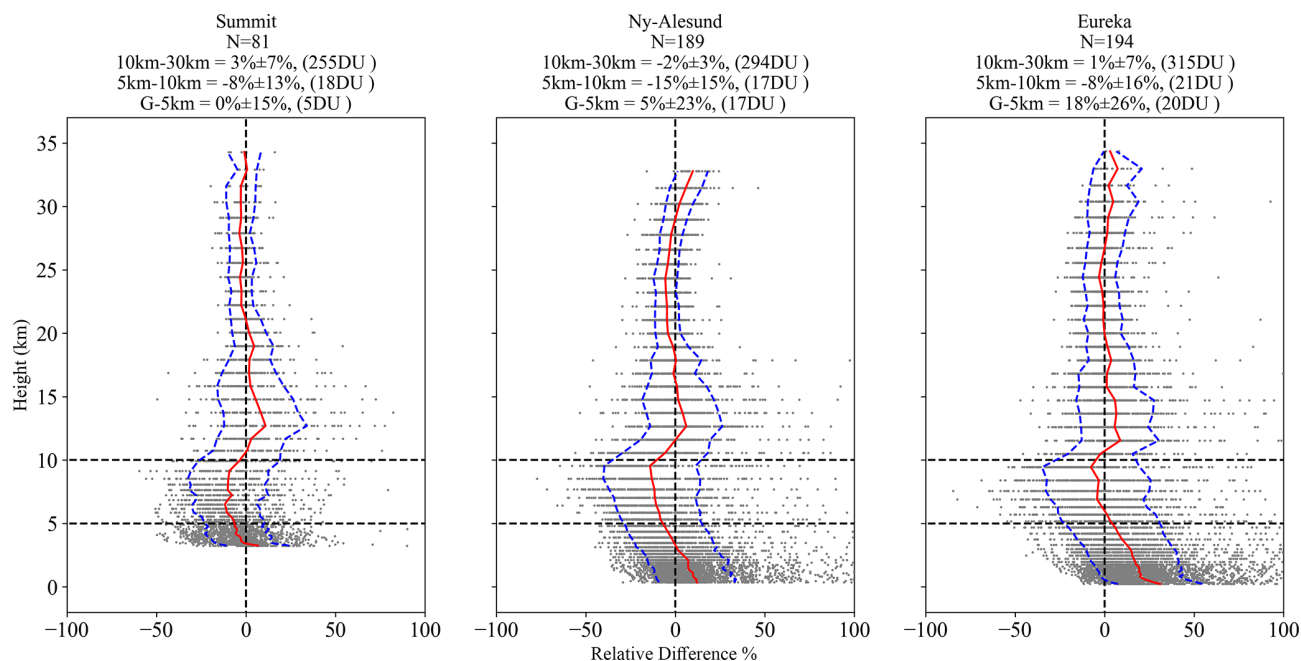 Summit
N=81
10km-30km = 3%±7%, (255DU )
5km-10km = -8%±13%, (18DU )
G-5km = 0%±15%, (5DU )
Ny-Alesund
N=189
10km-30km = -2%±3%, (294DU )
5km-10km = -15%±15%, (17DU )
G-5km = 5%±23%, (17DU )
Eureka
N=194
10km-30km = 1%±7%, (315DU )
5km-10km = -8%±16%, (21DU )
G-5km = 18%±26%, (20DU )
Height (km)
35
30
25
20
15
10
5
0
−100 −50 0 50 100
−100 −50 0 50 100
−100 −50 0 50 100
Relative Difference %